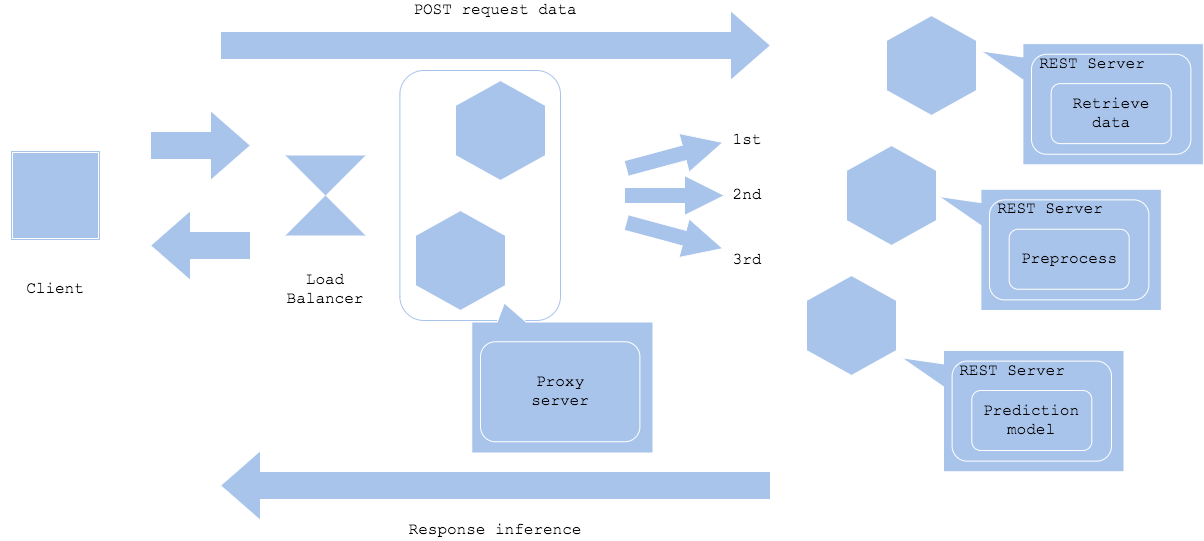 POST request data
REST Server
Retrieve
data
1st
2nd
3rd
REST Server
Preprocess
Client
Load
Balancer
Proxy
server
REST Server
Prediction
model
Response inference